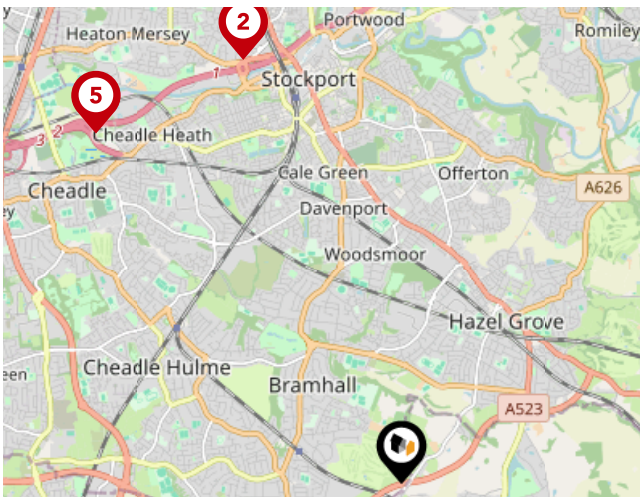 Heaton Mersey
2
Portwood
Romiley
1
Stockport
5
3
2
Cheadle Heath
Cale Green
Offerton
A626
Cheadle
Davenport
Woodsmoor
Hazel Grove
Cheadle Hulme
Bramhall
A523